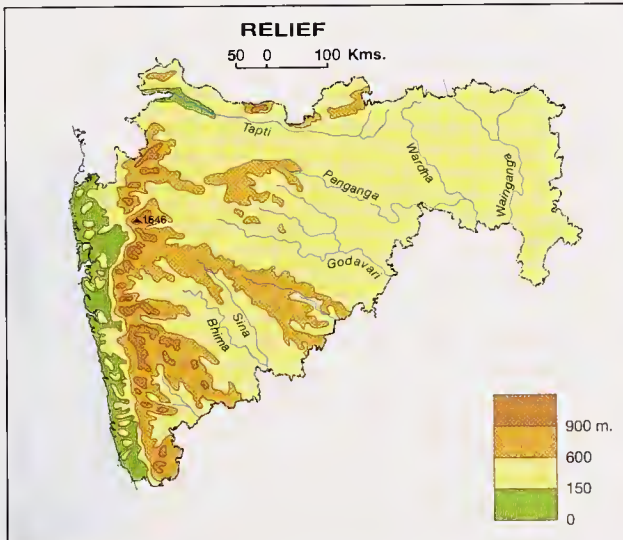 RELIEF
50 0 100 Kms.
Tapti
Wardha
Wainganga
Penganga
▲1646
Godavari
Sina
Bhima
900 m.
600
150
0